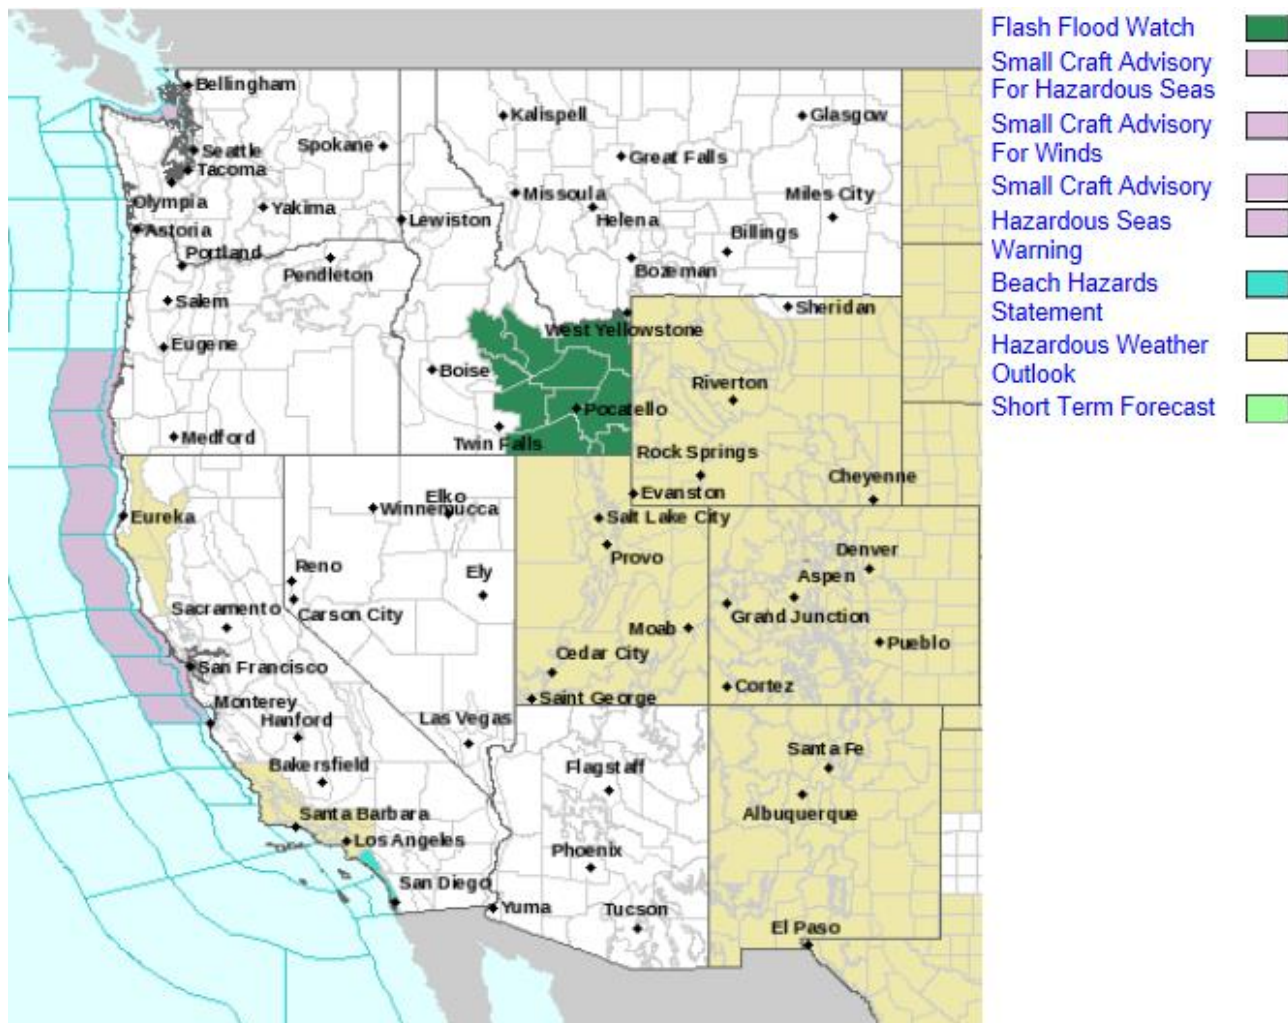 Flash Flood Watch
Small Craft Advisory
For Hazardous Seas
Small Craft Advisory
For Winds
Small Craft Advisory
Hazardous Seas
Warning
Beach Hazards
Statement
Hazardous Weather
Outlook
Short Term Forecast
Bellingham
Kalispell
Glasgow
Seattle
Spokane
Great Falls
Tacoma
Missoula
Miles City
Olympia
Yakima
Lewiston
Helena
Astoria
Billings
Portland
Pendleton
Bozeman
Salem
Sheridan
West Yellowstone
Eugene
Boise
Riverton
Pocatello
Medford
Twin Falls
Rock Springs
Cheyenne
Elko
Evanston
Winnemucca
Eureka
Salt Lake City
Denver
Provo
Reno
Ely
Aspen
Sacramento
Carson City
Grand Junction
Moab
Pueblo
Cedar City
San Francisco
Cortez
Saint George
Monterey
Hanford
Las Vegas
Santa Fe
Bakersfield
Flagstaff
Santa Barbara
Albuquerque
Los Angeles
Phoenix
San Diego
Yuma
Tucson
El Paso